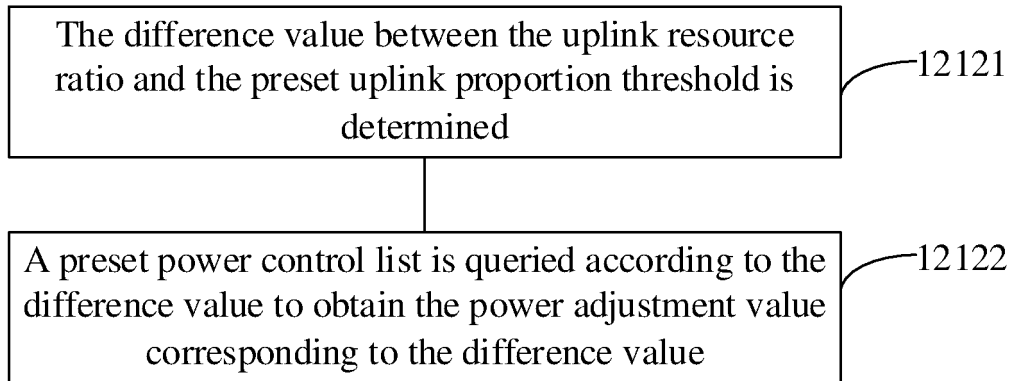 The difference value between the uplink resource
ratio and the preset uplink proportion threshold is
determined
12121
A preset power control list is queried according to the
difference value to obtain the power adjustment value
corresponding to the difference value
12122